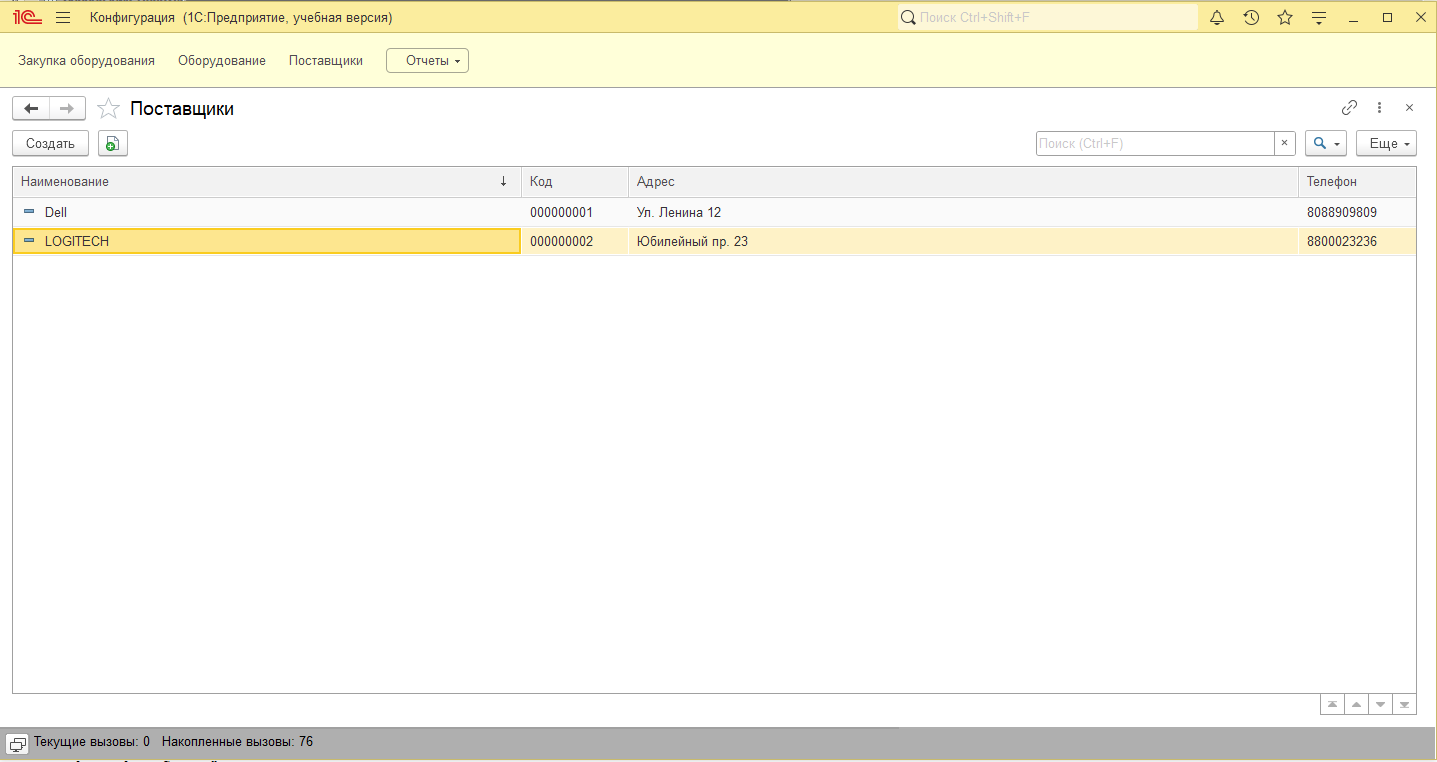 1С Конфигурация (1С:Предприятие, учебная версия) Поиск Ctrl+Shift+F
Закупка оборудования Оборудование Поставщики Отчеты
Поставщики
Создать Поиск (Ctrl+F) × Еще
Наименование ↓ Код Адрес Телефон
Dell 000000001 Ул. Ленина 12 8088909809
LOGITECH 000000002 Юбилейный пр. 23 8800023236
Текущие вызовы: 0 Накопленные вызовы: 76